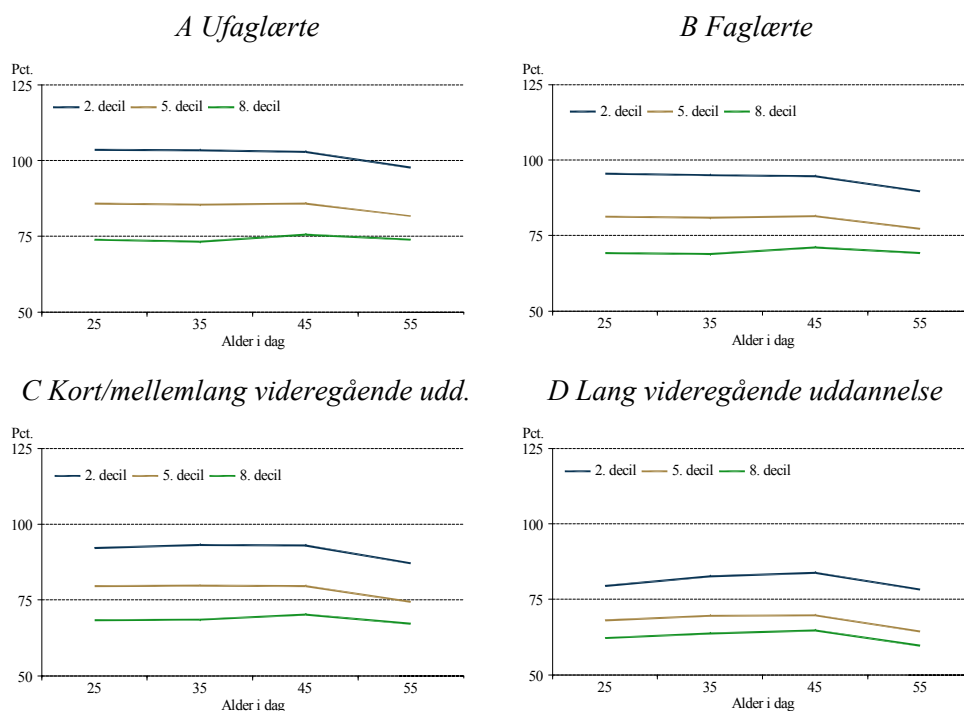 A Ufaglærte
Pct.
125
2. decil 5. decil 8. decil
100
75
50
25 35 45 55
Alder i dag
B Faglærte
Pct.
125
2. decil 5. decil 8. decil
100
75
50
25 35 45 55
Alder i dag
C Kort/mellemlang videregående udd.
Pct.
125
2. decil 5. decil 8. decil
100
75
50
25 35 45 55
Alder i dag
D Lang videregående uddannelse
Pct.
125
2. decil 5. decil 8. decil
100
75
50
25 35 45 55
Alder i dag